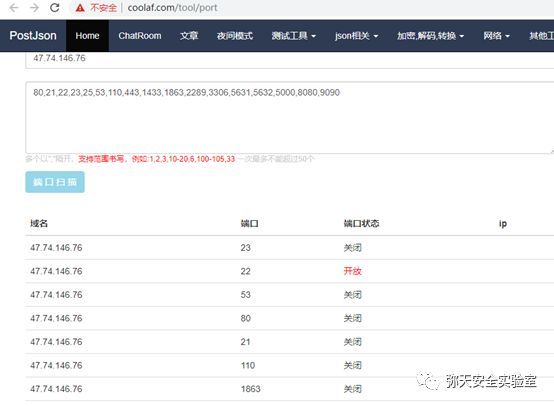 不安全 | coolaf.com/tool/port
PostJson Home ChatRoom 文章 夜间模式 测试工具 json相关 加密,解码,转换 网络 其他工
47.74.146.76
80,21,22,23,25,53,110,443,1433,1863,2289,3306,5631,5632,5000,8080,9090
多个以","隔开，支持范围书写，例如:1,2,3,10-20,6,100-105,33 一次最多不能超过50个
端口扫描
域名 端口 端口状态 ip
47.74.146.76 23 关闭
47.74.146.76 22 开放
47.74.146.76 53 关闭
47.74.146.76 80 关闭
47.74.146.76 21 关闭
47.74.146.76 110 关闭
47.74.146.76 1863 关闭
弥天安全实验室